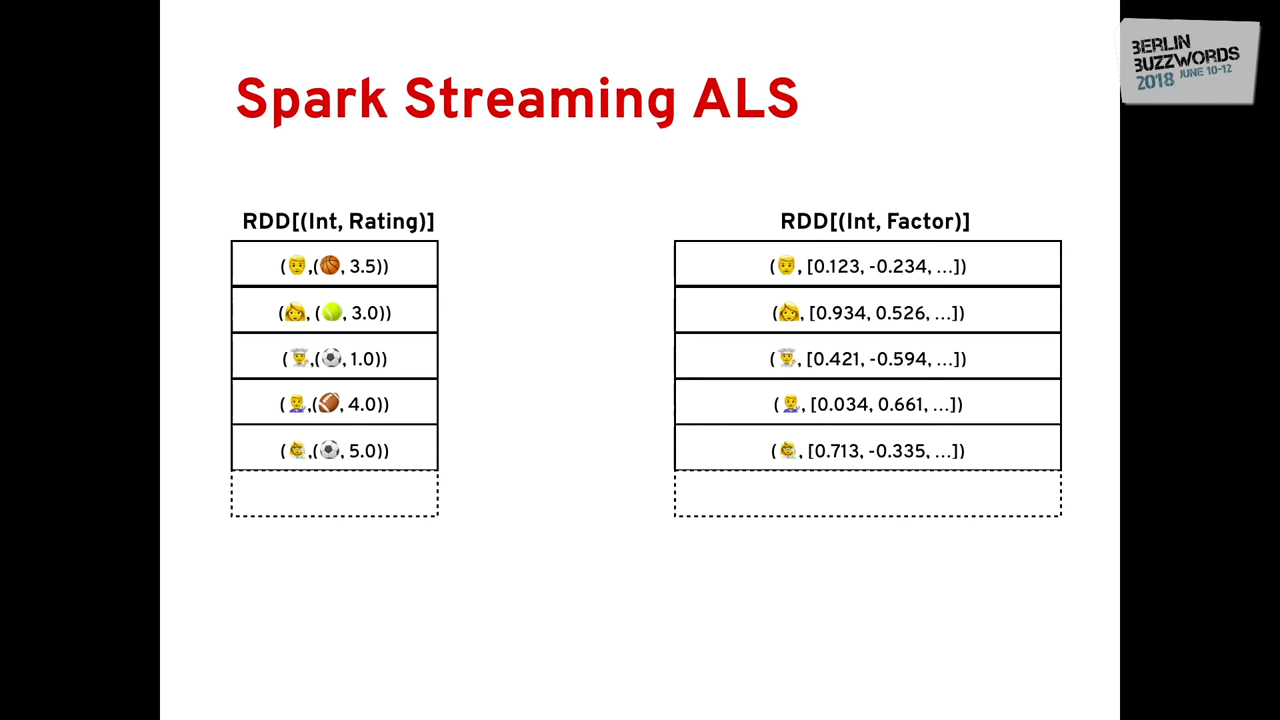 BERLIN
BUZZWORDS
2018 JUNE 10-12
Spark Streaming ALS
RDD[(Int, Rating)]
(👨,(🏀, 3.5))
(👩, (🎾, 3.0))
(👨‍🍳,(⚽, 1.0))
(👨‍🎤,(🏈, 4.0))
(👩‍🔬,(⚽, 5.0))
RDD[(Int, Factor)]
(👨, [0.123, -0.234, ...])
(👩, [0.934, 0.526, ...])
(👨‍🍳, [0.421, -0.594, ...])
(👨‍🎤, [0.034, 0.661, ...])
(👩‍🔬, [0.713, -0.335, ...])